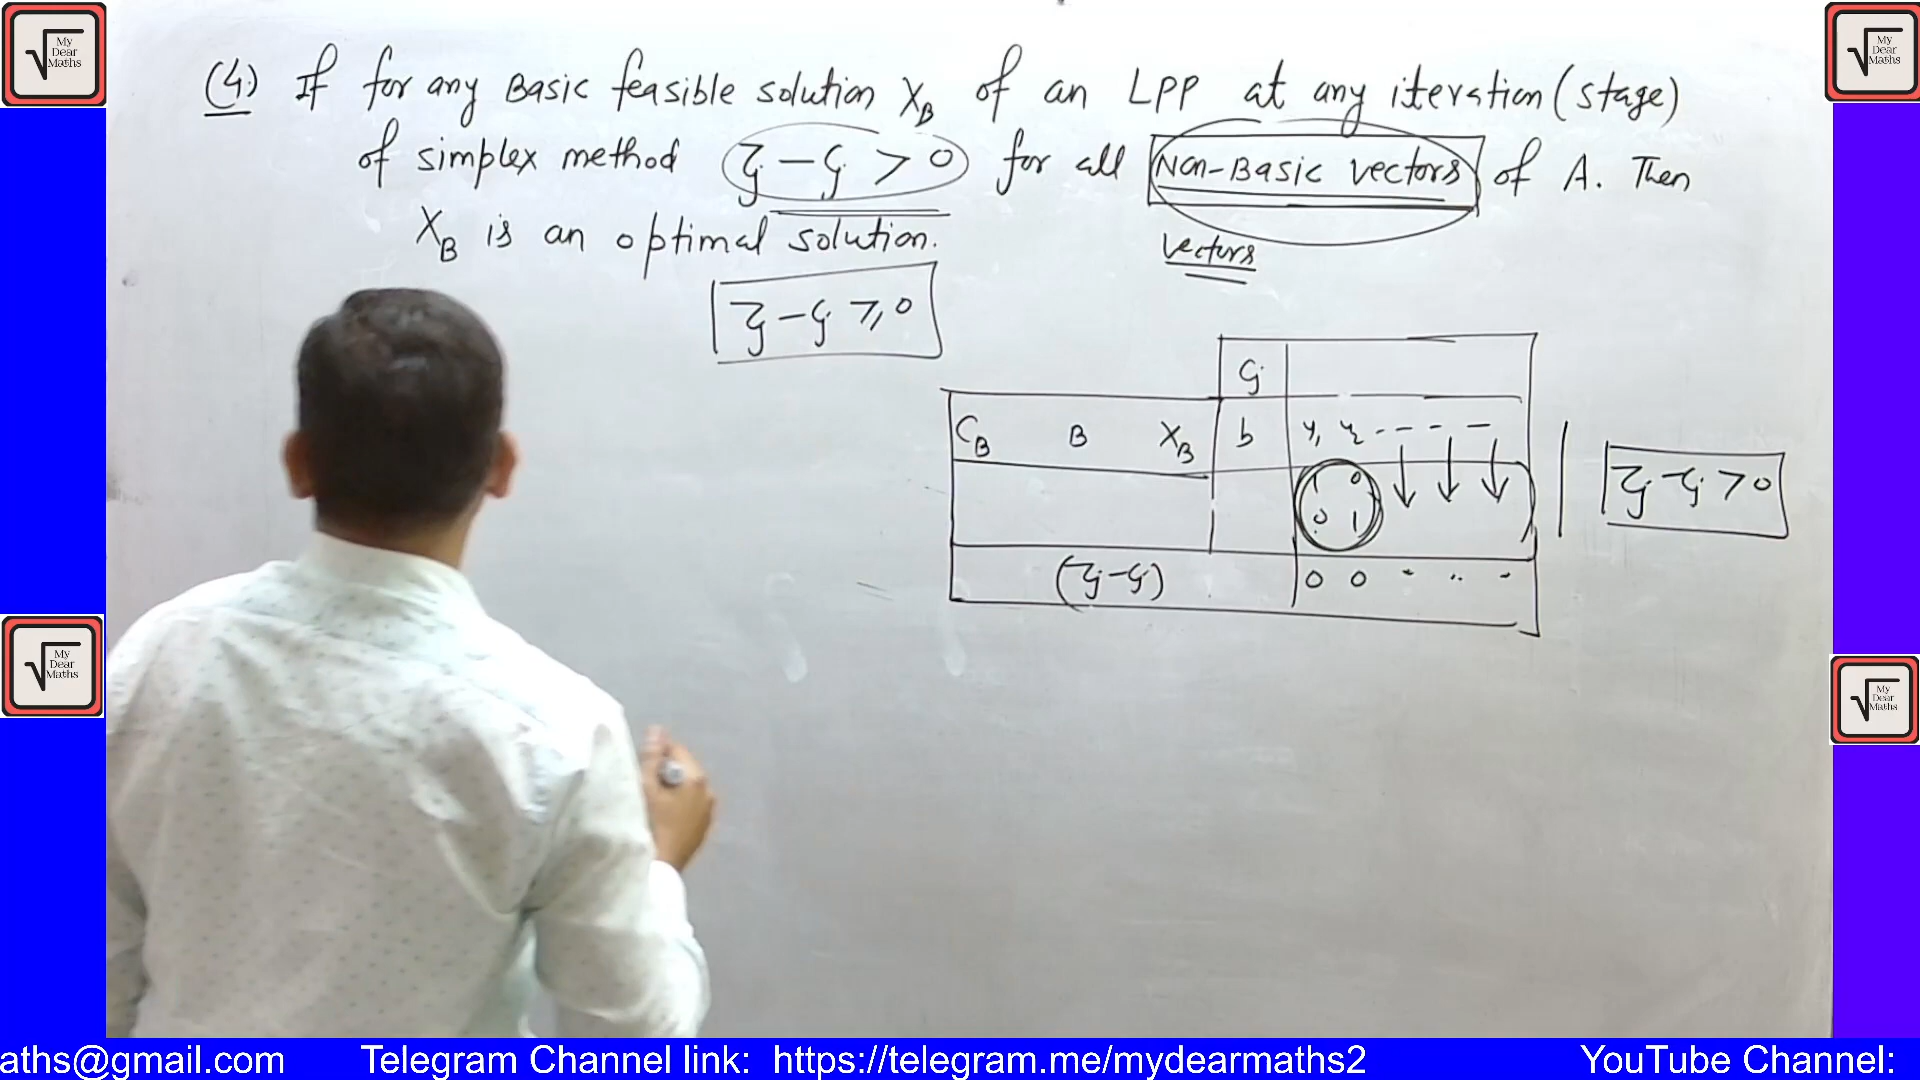 My Dear Maths
My Dear Maths
(4.) If for any Basic feasible solution X_B of an LPP at any iteration (stage)
of simplex method Zj - Cj > 0 for all Non-Basic vectors of A. Then
X_B is an optimal solution.
vectors
Zj - Cj ≥ 0
Cj
C_B B X_B b y₁ y₂ - - - -
1 0
0 1
Zj - Cj > 0
(Zj - Cj) 0 0 · ·· ·
My Dear Maths
My Dear Maths
aths@gmail.com Telegram Channel link: https://telegram.me/mydearmaths2 YouTube Channel: